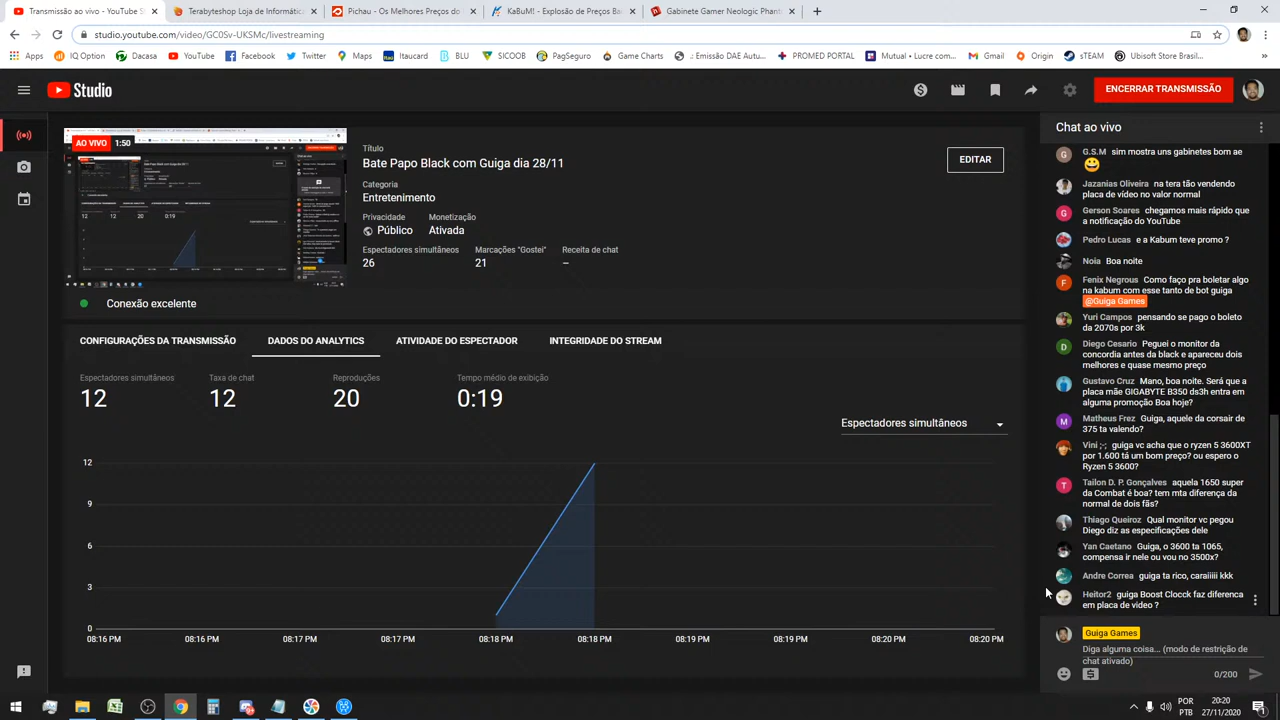 Transmissão ao vivo - YouTube S
Terabyteshop Loja de Informátic
Pichau - Os Melhores Preços do
KaBuM! - Explosão de Preços Ba
Gabinete Gamer Neologic Phant
studio.youtube.com/video/GC0Sv-UKSMc/livestreaming
Apps
IQ Option
Dacasa
YouTube
Facebook
Twitter
Maps
Itaucard
BLU
SICOOB
PagSeguro
Game Charts
.: Emissão DAE Autu...
PROMED PORTAL
Mutual • Lucre com...
Gmail
Origin
sTEAM
Ubisoft Store Brasil...
Studio
ENCERRAR TRANSMISSÃO
AO VIVO 1:50
Título
Bate Papo Black com Guiga dia 28/11
EDITAR
Categoria
Entretenimento
Privacidade
Monetização
Público
Ativada
Espectadores simultâneos
Marcações "Gostei"
Receita de chat
26
21
–
Conexão excelente
CONFIGURAÇÕES DA TRANSMISSÃO
DADOS DO ANALYTICS
ATIVIDADE DO ESPECTADOR
INTEGRIDADE DO STREAM
Espectadores simultâneos
Taxa de chat
Reproduções
Tempo médio de exibição
12
12
20
0:19
Espectadores simultâneos
12
9
6
3
0
08:16 PM
08:16 PM
08:17 PM
08:17 PM
08:18 PM
08:18 PM
08:19 PM
08:19 PM
08:20 PM
08:20 PM
Chat ao vivo
G.S.M sim mostra uns gabinetes bom ae
Jazanias Oliveira na tera tão vendendo
placa de vídeo no valor normal
Gerson Soares chegamos mais rápido que
a notificação do YouTube
Pedro Lucas e a Kabum teve promo ?
Noia Boa noite
Fenix Negrous Como faço pra boletar algo
na kabum com esse tanto de bot guiga
@Guiga Games
Yuri Campos pensando se pago o boleto
da 2070s por 3k
Diego Cesario Peguei o monitor da
concordia antes da black e apareceu dois
melhores e quase mesmo preço
Gustavo Cruz Mano, boa noite. Será que a
placa mãe GIGABYTE B350 ds3h entra em
alguma promoção Boa hoje?
Matheus Frez Guiga, aquele da corsair de
375 ta valendo?
Vini ;-; guiga vc acha que o ryzen 5 3600XT
por 1.600 tá um bom preço? ou espero o
Ryzen 5 3600?
Tailon D. P. Gonçalves aquela 1650 super
da Combat é boa? tem mta diferença da
normal de dois fãs?
Thiago Queiroz Qual monitor vc pegou
Diego diz as especificações dele
Yan Caetano Guiga, o 3600 ta 1065,
compensa ir nele ou vou no 3500x?
Andre Correa guiga ta rico, caraiiiii kkk
Heitor2 guiga Boost Clocck faz diferenca
em placa de video ?
Guiga Games
Diga alguma coisa... (modo de restrição de
chat ativado)
0/200
POR
PTB
20:20
27/11/2020